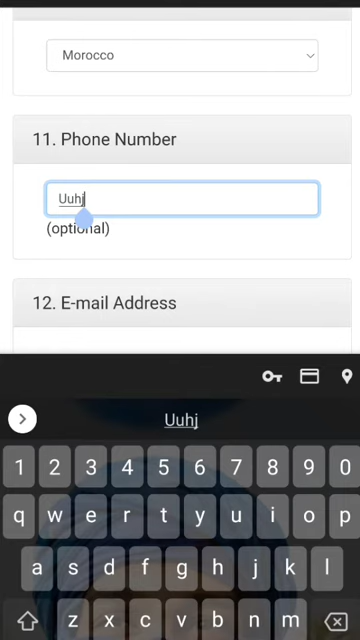 Morocco
11. Phone Number
Uuhj
(optional)
12. E-mail Address
Uuhj
1 2 3 4 5 6 7 8 9 0
q w e r t y u i o p
a s d f g h j k l
z x c v b n m